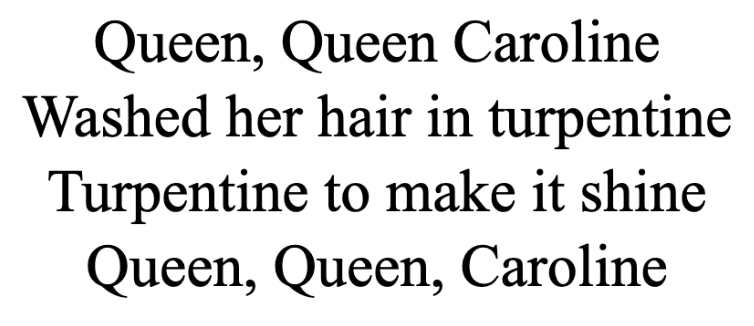 Queen, Queen Caroline
Washed her hair in turpentine
Turpentine to make it shine
Queen, Queen, Caroline